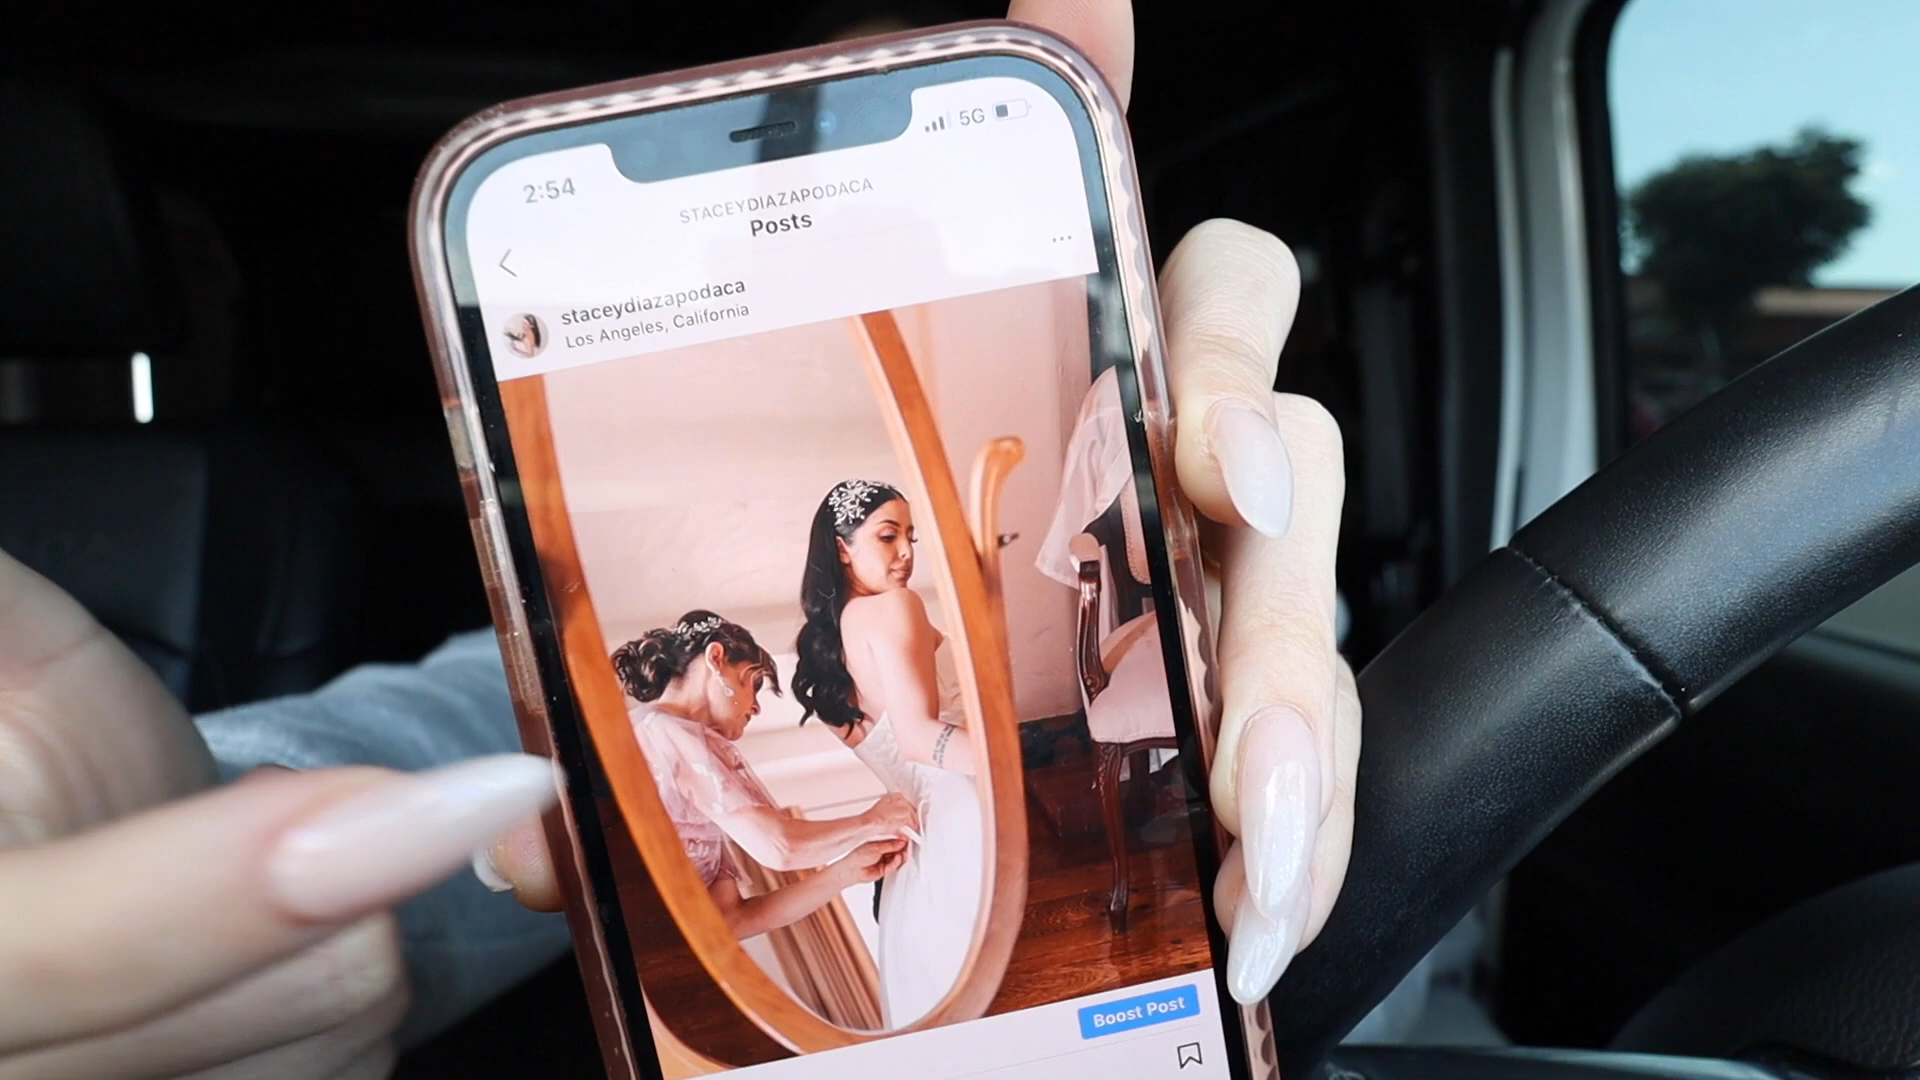 2:54
5G
STACEYDIAZAPODACA
Posts
staceydiazapodaca
Los Angeles, California
Boost Post